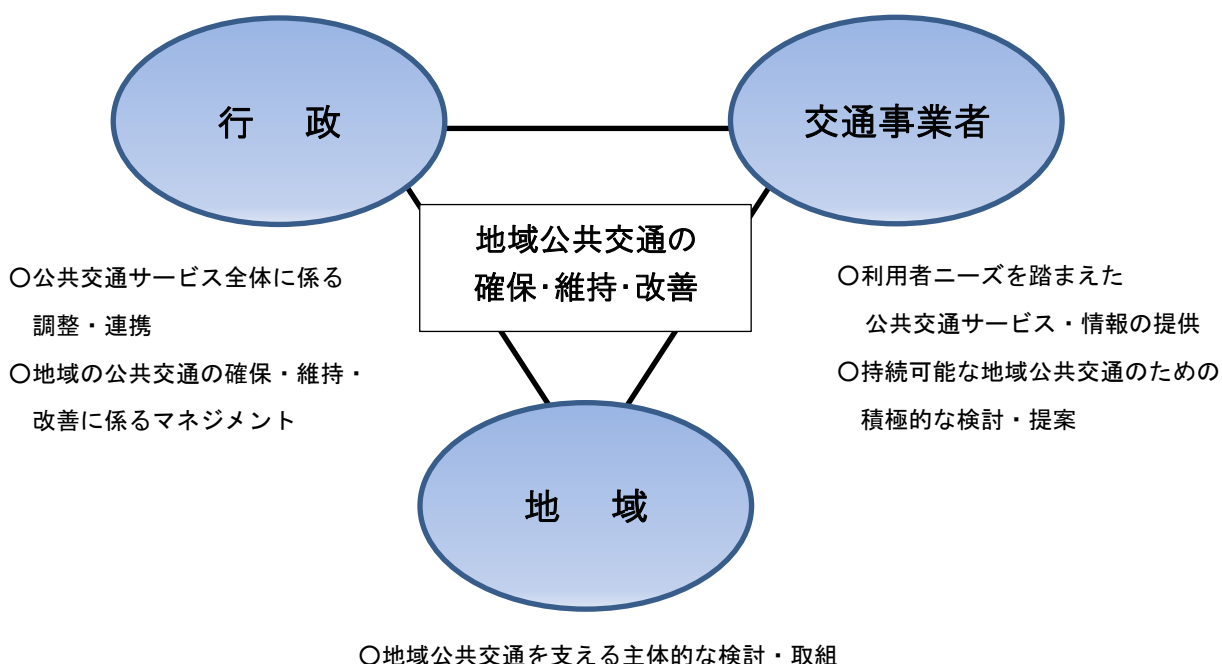 行　政
交通事業者
地域公共交通の
確保･維持･改善
〇公共交通サービス全体に係る
調整・連携
〇地域の公共交通の確保・維持・
改善に係るマネジメント
〇利用者ニーズを踏まえた
公共交通サービス・情報の提供
〇持続可能な地域公共交通のための
積極的な検討・提案
地　域
〇地域公共交通を支える主体的な検討・取組